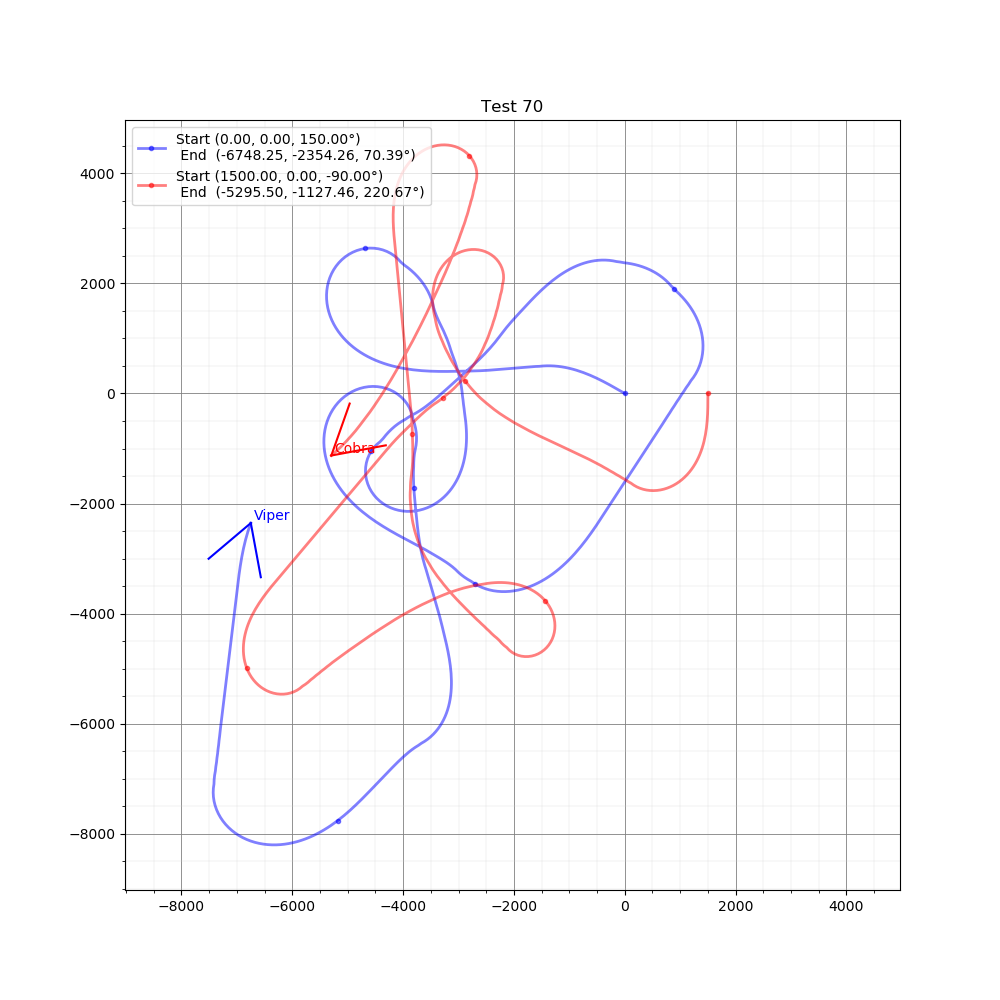 Test 70
Start (0.00, 0.00, 150.00°)
End  (-6748.25, -2354.26, 70.39°)
Start (1500.00, 0.00, -90.00°)
End  (-5295.50, -1127.46, 220.67°)
4000
2000
0
−2000
−4000
−6000
−8000
Cobra
Viper
−8000 −6000 −4000 −2000 0 2000 4000